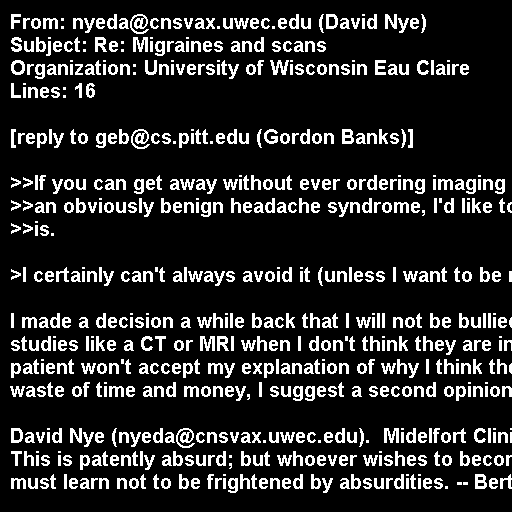 From: nyeda@cnsvax.uwec.edu (David Nye)
Subject: Re: Migraines and scans
Organization: University of Wisconsin Eau Claire
Lines: 16
[reply to geb@cs.pitt.edu (Gordon Banks)]
>>If you can get away without ever ordering imaging
>>an obviously benign headache syndrome, I'd like to
>>is.
>I certainly can't always avoid it (unless I want to be
I made a decision a while back that I will not be bullied
studies like a CT or MRI when I don't think they are
patient won't accept my explanation of why I think
waste of time and money, I suggest a second opinion
David Nye (nyeda@cnsvax.uwec.edu). Midelfort
This is patently absurd; but whoever wishes to
must learn not to be frightened by absurdities. --